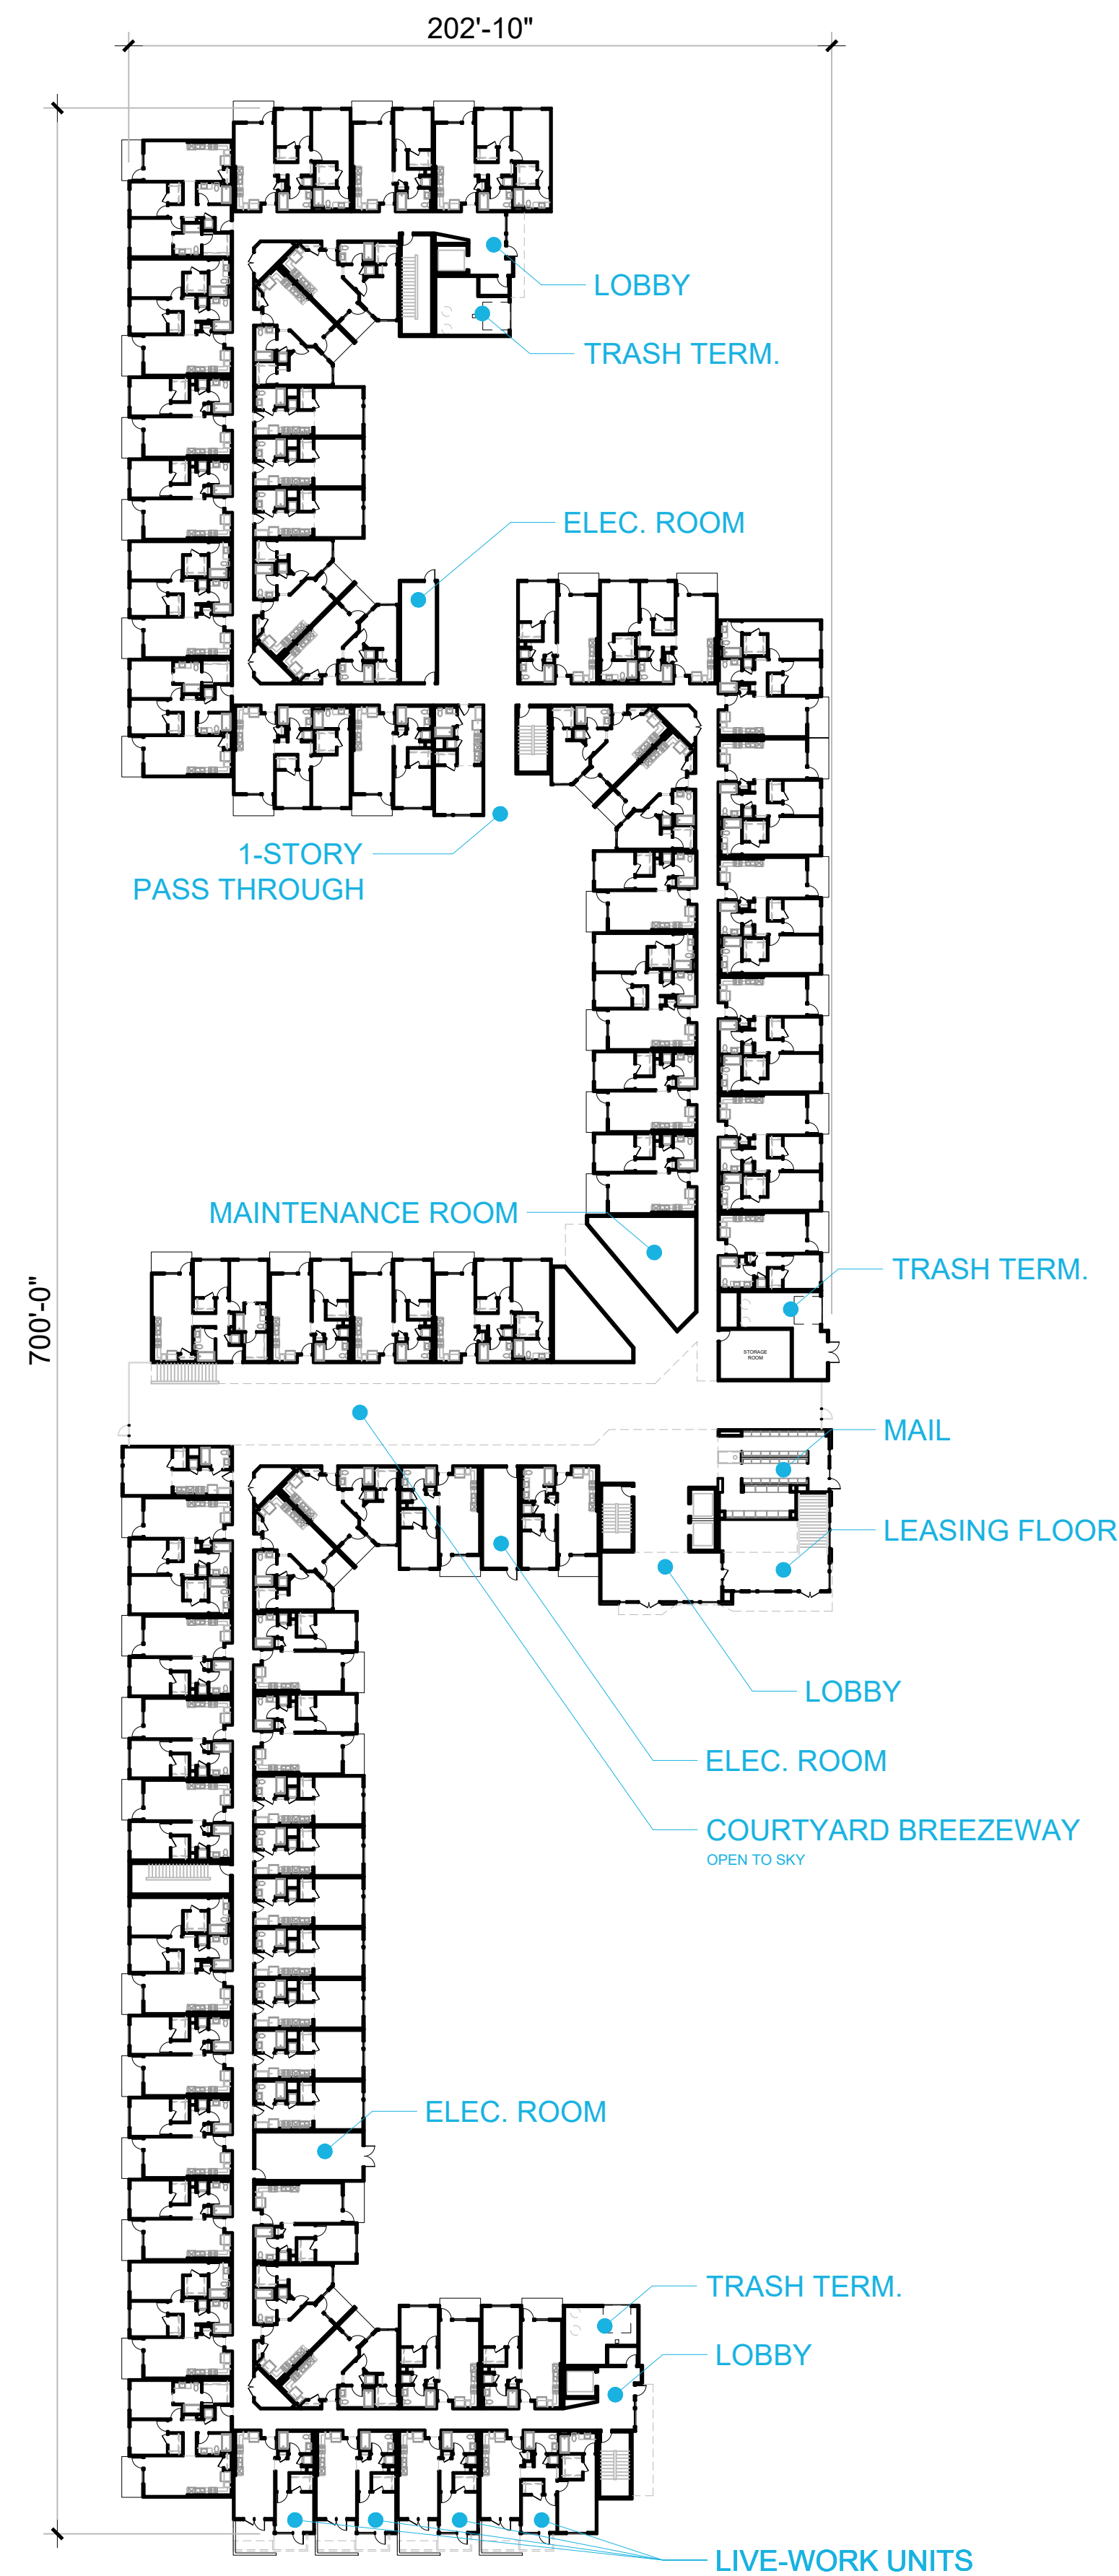 202'-10"
LOBBY
TRASH TERM.
ELEC. ROOM
1-STORY
PASS THROUGH
MAINTENANCE ROOM
TRASH TERM.
700'-0"
STORAGE
ROOM
MAIL
LEASING FLOOR
LOBBY
ELEC. ROOM
COURTYARD BREEZEWAY
OPEN TO SKY
ELEC. ROOM
TRASH TERM.
LOBBY
LIVE-WORK UNITS